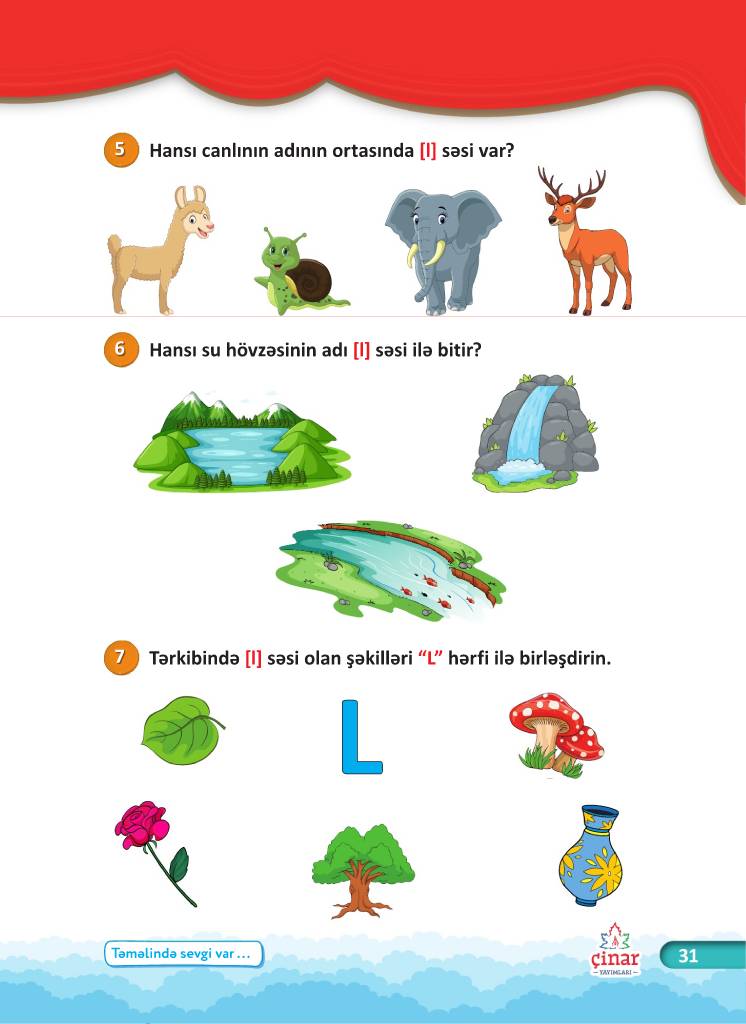 5 Hansı canlının adının ortasında [l] səsi var?
6 Hansı su hövzəsinin adı [l] səsi ilə bitir?
7 Tərkibində [l] səsi olan şəkilləri “L” hərfi ilə birləşdirin.
L
Təməlində sevgi var ...
çinar
YAYIMLARI
31